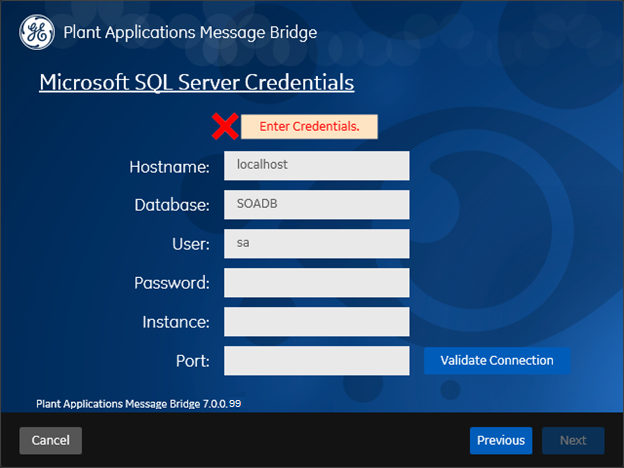 Plant Applications Message Bridge
Microsoft SQL Server Credentials
Enter Credentials.
Hostname: localhost
Database: SOADB
User: sa
Password:
Instance:
Port: Validate Connection
Plant Applications Message Bridge 7.0.0.99
Cancel Previous Next